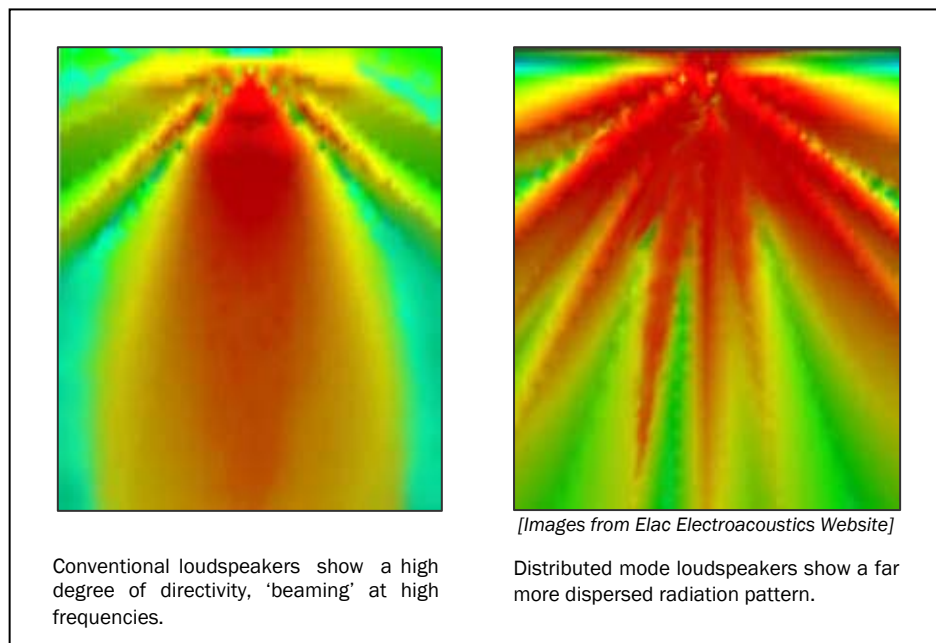 [Images from Elac Electroacoustics Website]
Conventional loudspeakers show a high
degree of directivity, ‘beaming’ at high
frequencies.
Distributed mode loudspeakers show a far
more dispersed radiation pattern.